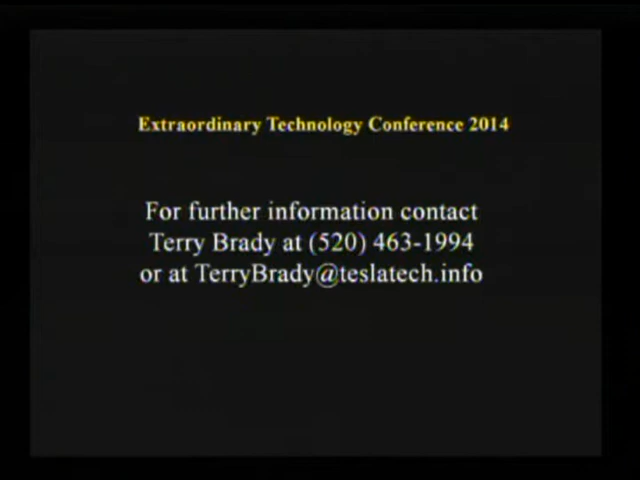 Extraordinary Technology Conference 2014
For further information contact
Terry Brady at (520) 463-1994
or at TerryBrady@teslatech.info